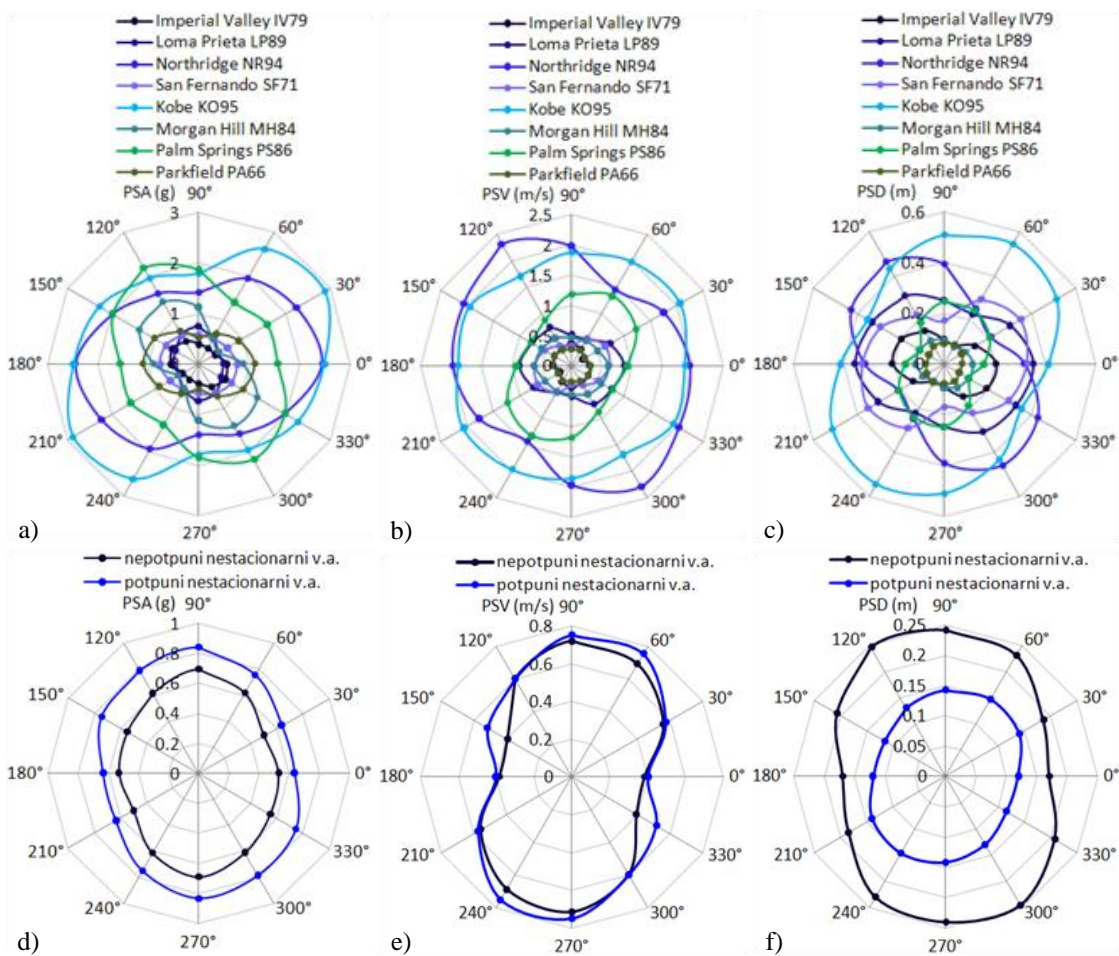 Imperial Valley IV79
Loma Prieta LP89
Northridge NR94
San Fernando SF71
Kobe KO95
Morgan Hill MH84
Palm Springs PS86
Parkfield PA66
PSA (g) 90°
3
120° 60°
2
150° 30°
1
180° 0 0°
210° 330°
240° 300°
270°
a)
Imperial Valley IV79
Loma Prieta LP89
Northridge NR94
San Fernando SF71
Kobe KO95
Morgan Hill MH84
Palm Springs PS86
Parkfield PA66
PSV (m/s) 90°
2.5
120° 60°
2
1.5
150° 30°
1
0.5
180° 0 0°
210° 330°
240° 300°
270°
b)
Imperial Valley IV79
Loma Prieta LP89
Northridge NR94
San Fernando SF71
Kobe KO95
Morgan Hill MH84
Palm Springs PS86
Parkfield PA66
PSD (m) 90°
0.6
120° 60°
0.4
150° 30°
0.2
180° 0 0°
210° 330°
240° 300°
270°
c)
nepotpuni nestacionarni v.a.
potpuni nestacionarni v.a.
PSA (g) 90°
1
120° 60°
0.8
0.6
150° 30°
0.4
0.2
180° 0 0°
210° 330°
240° 300°
270°
d)
nepotpuni nestacionarni v.a.
potpuni nestacionarni v.a.
PSV (m/s) 90°
0.8
120° 60°
0.6
150° 30°
0.4
0.2
180° 0 0°
210° 330°
240° 300°
270°
e)
nepotpuni nestacionarni v.a.
potpuni nestacionarni v.a.
PSD (m) 90°
0.25
120° 60°
0.2
0.15
150° 30°
0.1
0.05
180° 0 0°
210° 330°
240° 300°
270°
f)